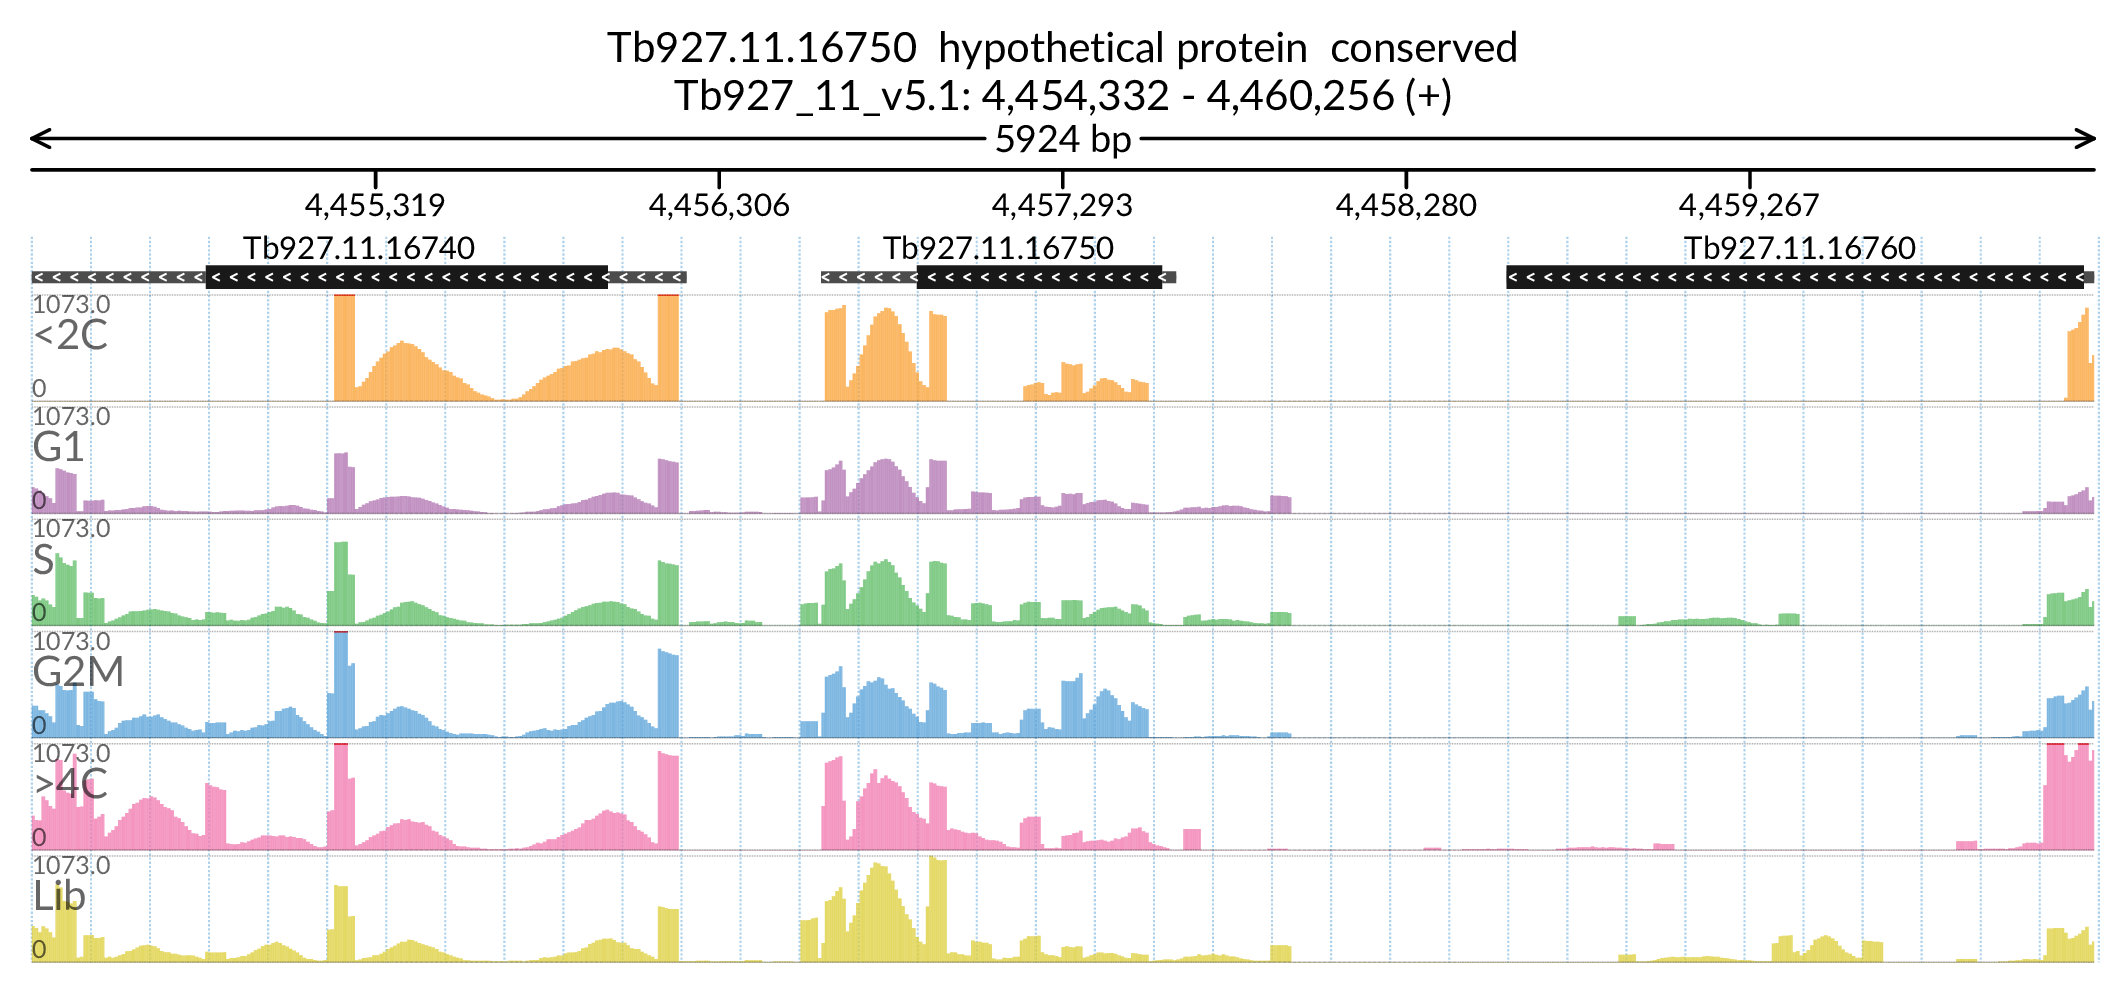 Tb927.11.16750  hypothetical protein  conserved
Tb927_11_v5.1: 4,454,332 - 4,460,256 (+)
5924 bp
4,455,319 4,456,306 4,457,293 4,458,280 4,459,267
Tb927.11.16740 Tb927.11.16750 Tb927.11.16760
1073.0
<2C
0
1073.0
G1
0
1073.0
S
0
1073.0
G2M
0
1073.0
>4C
0
1073.0
Lib
0